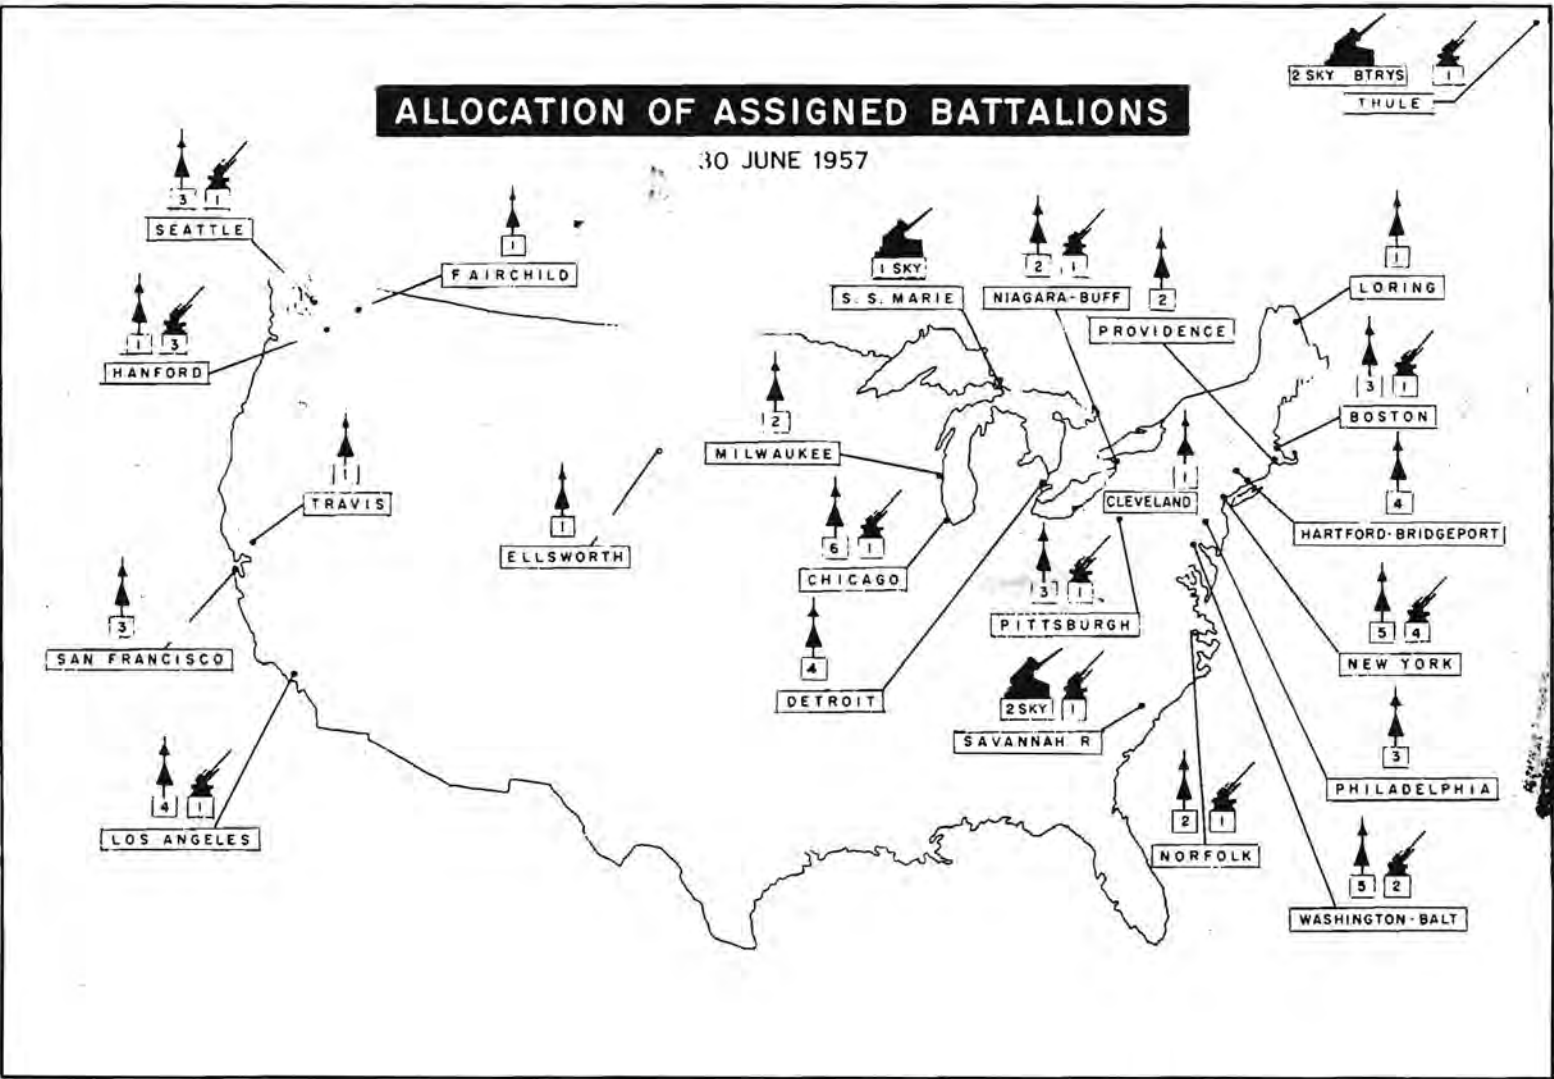 2 SKY BTRYS 1
THULE
ALLOCATION OF ASSIGNED BATTALIONS
30 JUNE 1957
3 1
SEATTLE
1
FAIRCHILD
1 3
HANFORD
1 SKY
S. S. MARIE
2 1
NIAGARA-BUFF
2
PROVIDENCE
1
LORING
3 1
BOSTON
2
MILWAUKEE
1
TRAVIS
1
ELLSWORTH
6 1
CHICAGO
1
CLEVELAND
4
HARTFORD-BRIDGEPORT
3
SAN FRANCISCO
3 1
PITTSBURGH
5 4
NEW YORK
4
DETROIT
2 SKY 1
SAVANNAH R
3
PHILADELPHIA
4 1
LOS ANGELES
2 1
NORFOLK
5 2
WASHINGTON-BALT